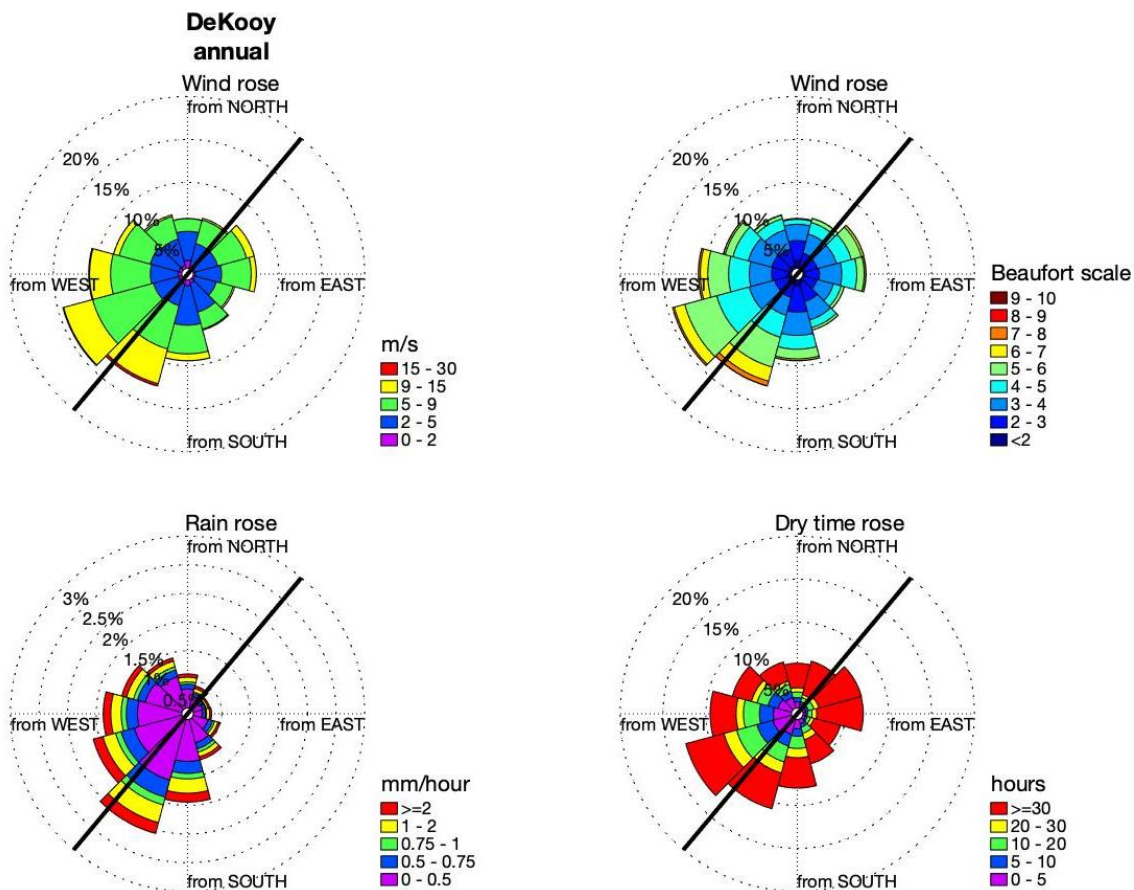 DeKooy
annual
Wind rose
from NORTH
20%
15%
10%
5%
from WEST
from EAST
from SOUTH
m/s
15 - 30
9 - 15
5 - 9
2 - 5
0 - 2
Wind rose
from NORTH
20%
15%
10%
5%
from WEST
from EAST
from SOUTH
Beaufort scale
9 - 10
8 - 9
7 - 8
6 - 7
5 - 6
4 - 5
3 - 4
2 - 3
<2
Rain rose
from NORTH
3%
2.5%
2%
1.5%
1%
0.5%
from WEST
from EAST
from SOUTH
mm/hour
>=2
1 - 2
0.75 - 1
0.5 - 0.75
0 - 0.5
Dry time rose
from NORTH
20%
15%
10%
5%
from WEST
from EAST
from SOUTH
hours
>=30
20 - 30
10 - 20
5 - 10
0 - 5